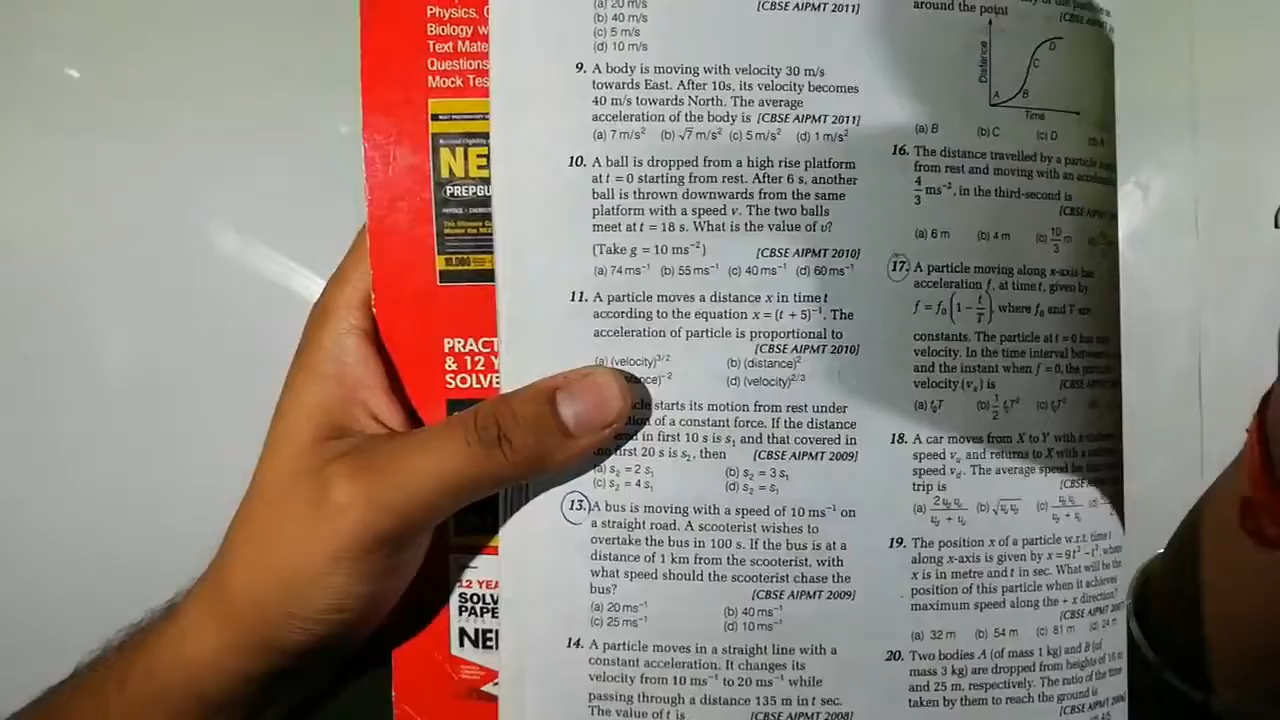 Physics,
Biology w
Text Mate
Questions
Mock Tes
NE
PREPGU
10,000
PRACT
& 12 Y
SOLVE
12 YEA
SOLV
PAPE
NE
(a) 20 m/s
[CBSE AIPMT 2011]
(b) 40 m/s
(c) 5 m/s
(d) 10 m/s
9. A body is moving with velocity 30 m/s
towards East. After 10s, its velocity becomes
40 m/s towards North. The average
acceleration of the body is [CBSE AIPMT 2011]
(a) 7 m/s² (b) √7 m/s² (c) 5 m/s² (d) 1 m/s²
10. A ball is dropped from a high rise platform
at t = 0 starting from rest. After 6 s, another
ball is thrown downwards from the same
platform with a speed v. The two balls
meet at t = 18 s. What is the value of v?
[Take g = 10 ms⁻²) [CBSE AIPMT 2010]
(a) 74 ms⁻¹ (b) 55 ms⁻¹ (c) 40 ms⁻¹ (d) 60 ms⁻¹
11. A particle moves a distance x in time t
according to the equation x = (t + 5)⁻¹. The
acceleration of particle is proportional to
[CBSE AIPMT 2010]
(a) (velocity)³/² (b) (distance)²
tance)⁻² (d) (velocity)²/³
cle starts its motion from rest under
tion of a constant force. If the distance
in first 10 s is s₁ and that covered in
first 20 s is s₂, then [CBSE AIPMT 2009]
(a) s₂ = 2 s₁ (b) s₂ = 3 s₁
(c) s₂ = 4 s₁ (d) s₂ = s₁
13. A bus is moving with a speed of 10 ms⁻¹ on
a straight road. A scooterist wishes to
overtake the bus in 100 s. If the bus is at a
distance of 1 km from the scooterist, with
what speed should the scooterist chase the
bus? [CBSE AIPMT 2009]
(a) 20 ms⁻¹ (b) 40 ms⁻¹
(c) 25 ms⁻¹ (d) 10 ms⁻¹
14. A particle moves in a straight line with a
constant acceleration. It changes its
velocity from 10 ms⁻¹ to 20 ms⁻¹ while
passing through a distance 135 m in t sec.
The value of t is [CBSE AIPMT 2008]
around the point
[CBSE
Distance
A
B
C
D
Time
(a) B (b) C (c) D (d) A
16. The distance travelled by a particle
from rest and moving with an
4/3 ms⁻², in the third-second is
[CBSE
(a) 6 m (b) 4 m (c) 10/3 m
17. A particle moving along x-axis has
acceleration f, at time t, given by
f = f₀(1 − t/T), where f₀ and T are
constants. The particle at t = 0 has
velocity. In the time interval between
and the instant when f = 0, the
velocity (vₓ) is [CBSE
(a) f₀T (b) 1/2 f₀T² (c) f₀T²
18. A car moves from X to Y with a
speed vᵤ and returns to X with a
speed v_d. The average speed
trip is [CBSE
19. The position x of a particle w.r.t. time t
along x-axis is given by x = 9t² − t³, where
x is in metre and t in sec. What will be the
position of this particle when it achieves
maximum speed along the + x direction?
[CBSE AIPMT 2007]
(a) 32 m (b) 54 m (c) 81 m (d) 24 m
20. Two bodies A (of mass 1 kg) and B (of
mass 3 kg) are dropped from heights of 16 m
and 25 m, respectively. The ratio of the time
taken by them to reach the ground is
[CBSE AIPMT